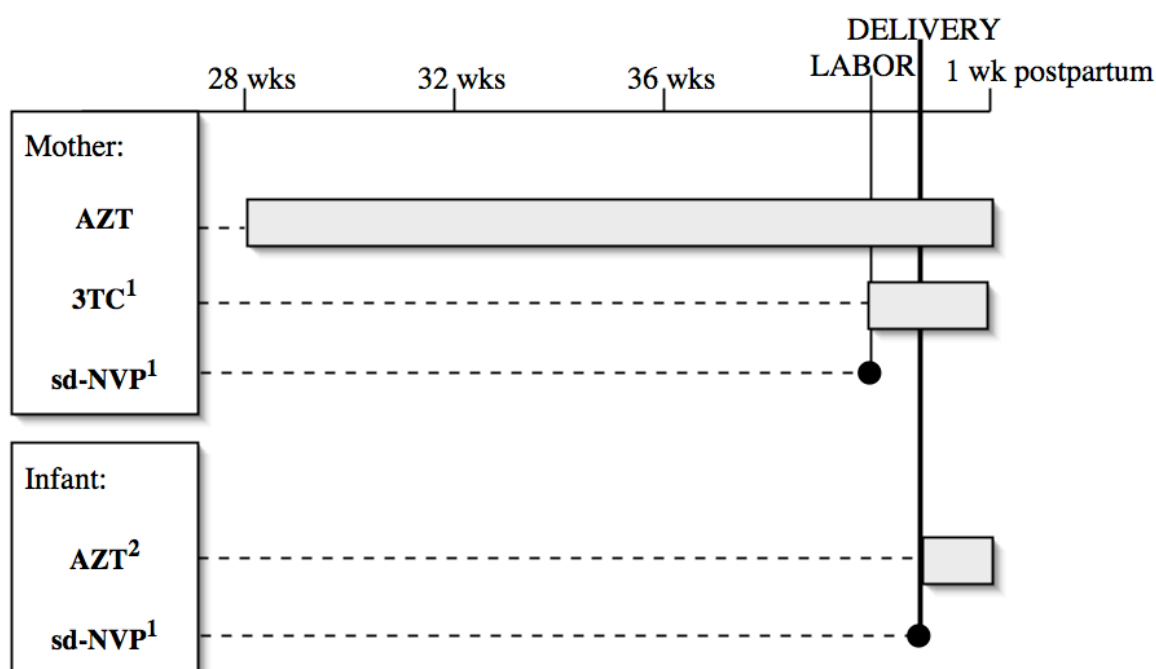 DELIVERY
LABOR
28 wks 32 wks 36 wks 1 wk postpartum
Mother:
AZT
3TC¹
sd-NVP¹
Infant:
AZT²
sd-NVP¹